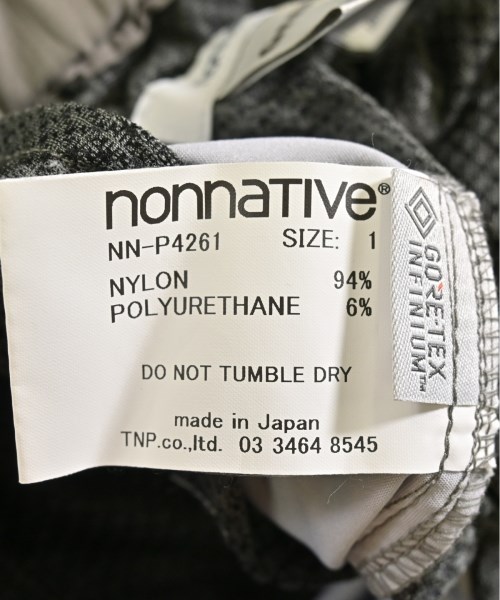 nonnaTIVe®
NN-P4261 SIZE: 1
NYLON 94%
POLYURETHANE 6%
DO NOT TUMBLE DRY
made in Japan
TNP.co.,ltd. 03 3464 8545
GORE-TEX
INFINIUM™